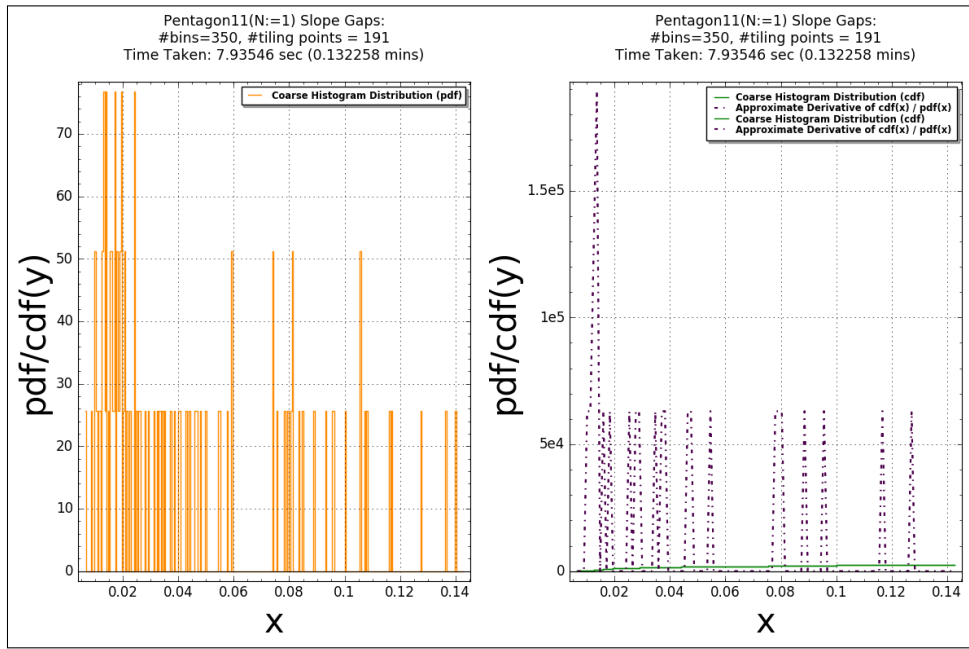 Pentagon11(N:=1) Slope Gaps:
#bins=350, #tiling points = 191
Time Taken: 7.93546 sec (0.132258 mins)
Coarse Histogram Distribution (pdf)
pdf/cdf(y)
70
60
50
40
30
20
10
0
0.02
0.04
0.06
0.08
0.1
0.12
0.14
x
Pentagon11(N:=1) Slope Gaps:
#bins=350, #tiling points = 191
Time Taken: 7.93546 sec (0.132258 mins)
Coarse Histogram Distribution (cdf)
Approximate Derivative of cdf(x) / pdf(x)
Coarse Histogram Distribution (cdf)
Approximate Derivative of cdf(x) / pdf(x)
pdf/cdf(y)
1.5e5
1e5
5e4
0
0.02
0.04
0.06
0.08
0.1
0.12
0.14
x